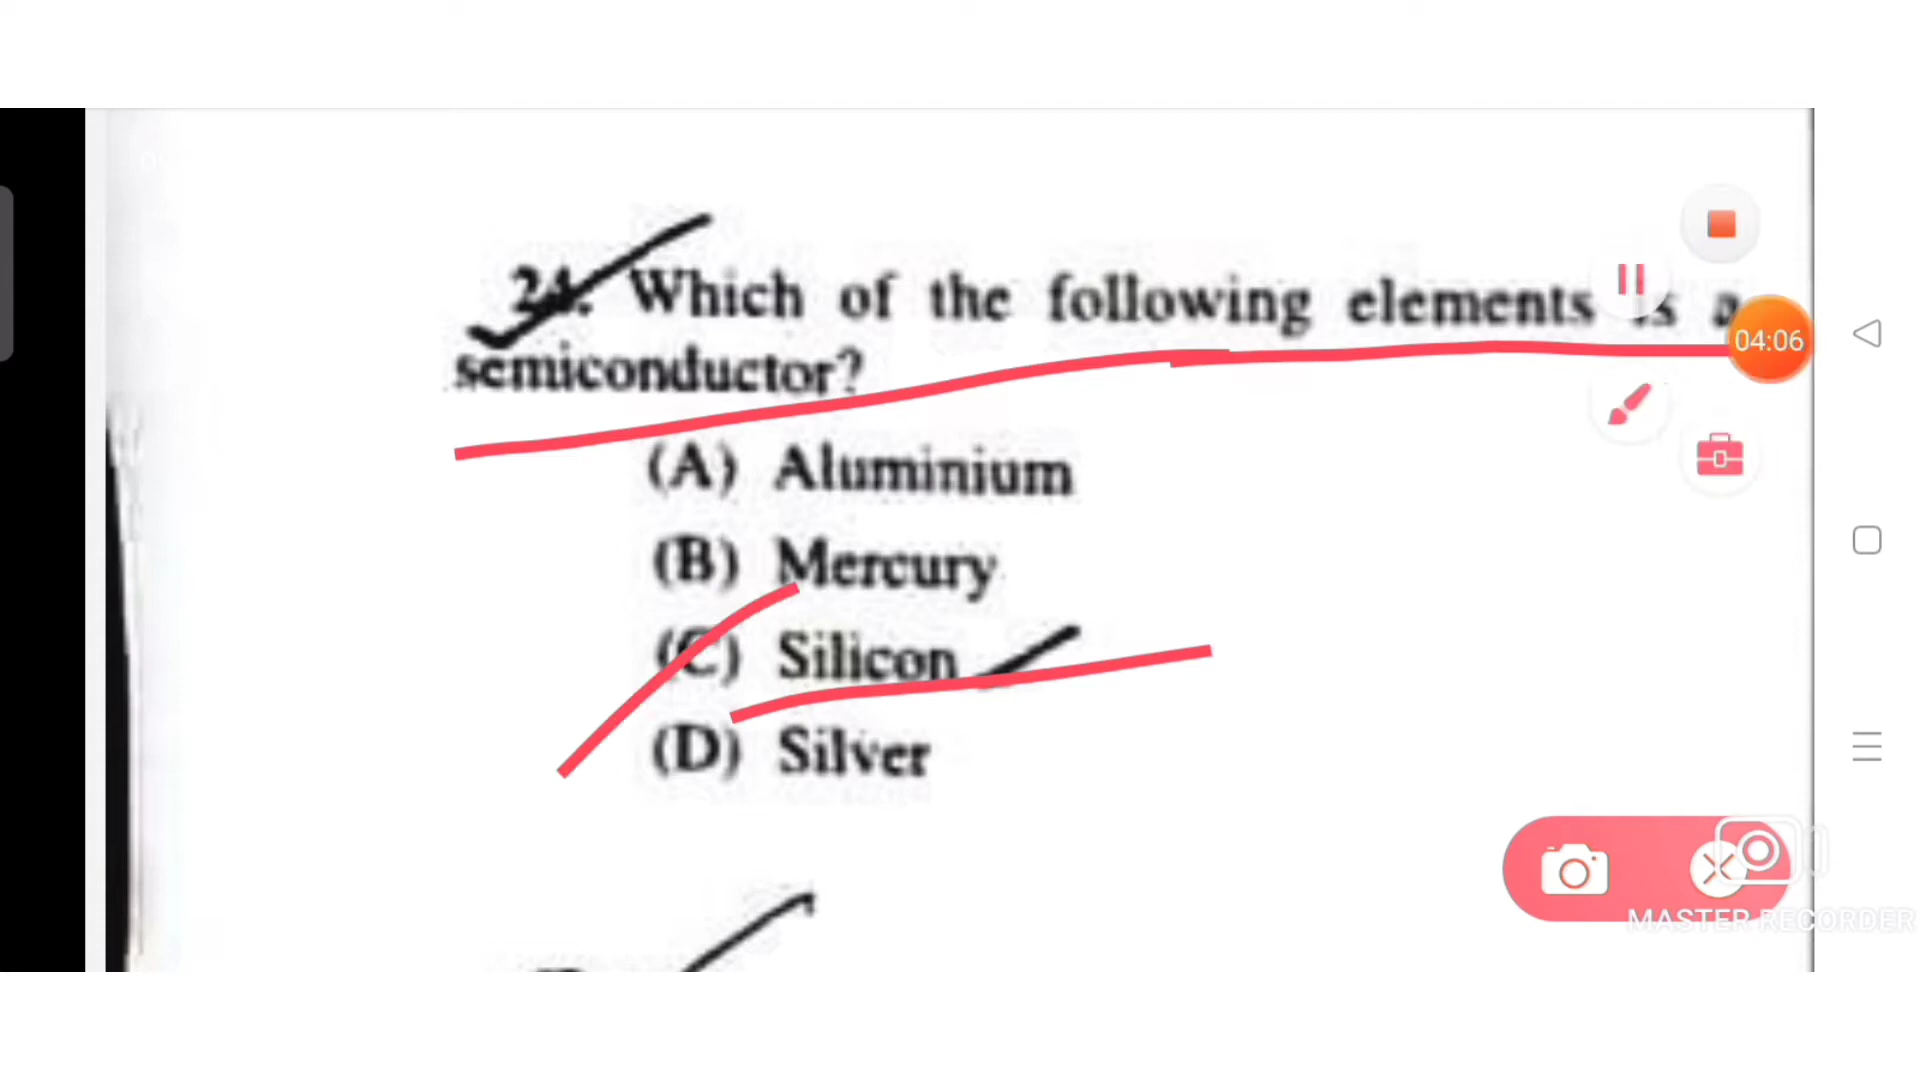 24. Which of the following elements is a
semiconductor?
04:06
(A) Aluminium
(B) Mercury
(C) Silicon
(D) Silver
MASTER RECORDER